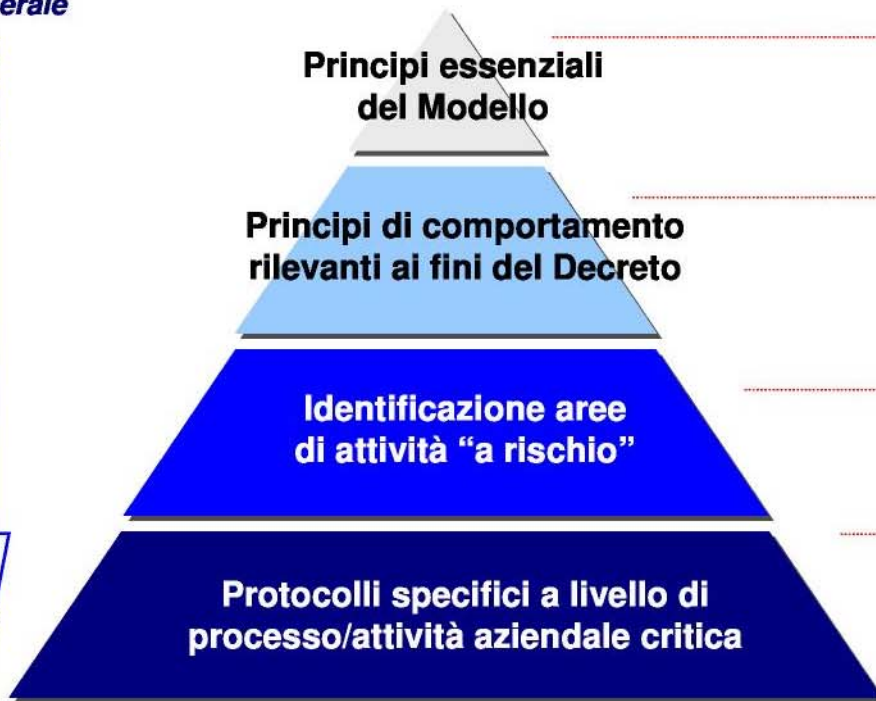 Principi essenziali
del Modello
Principi di comportamento
rilevanti ai fini del Decreto
Identificazione aree
di attività “a rischio”
Protocolli specifici a livello di
processo/attività aziendale critica